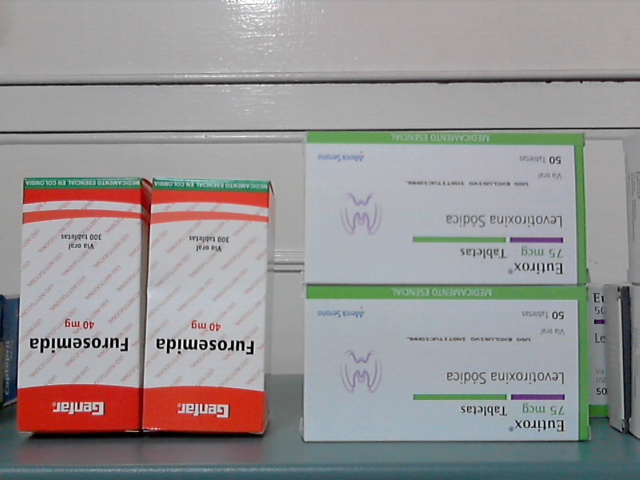 Captopril
Genfar
Furosemida
40 mg
300 tabletas
Vía oral
MEDICAMENTO ESENCIAL EN COLOMBIA
Genfar
Furosemida
40 mg
300 tabletas
Vía oral
MEDICAMENTO ESENCIAL EN COLOMBIA
Eutirox®
75 mcg Tabletas
Levotiroxina Sódica
USO EXCLUSIVO INSTITUCIONAL
Vía oral
50 Tabletas
Merck Serono
MEDICAMENTO ESENCIAL
Eutirox®
75 mcg Tabletas
Levotiroxina Sódica
USO EXCLUSIVO INSTITUCIONAL
Vía oral
50 Tabletas
Merck Serono
MEDICAMENTO ESENCIAL